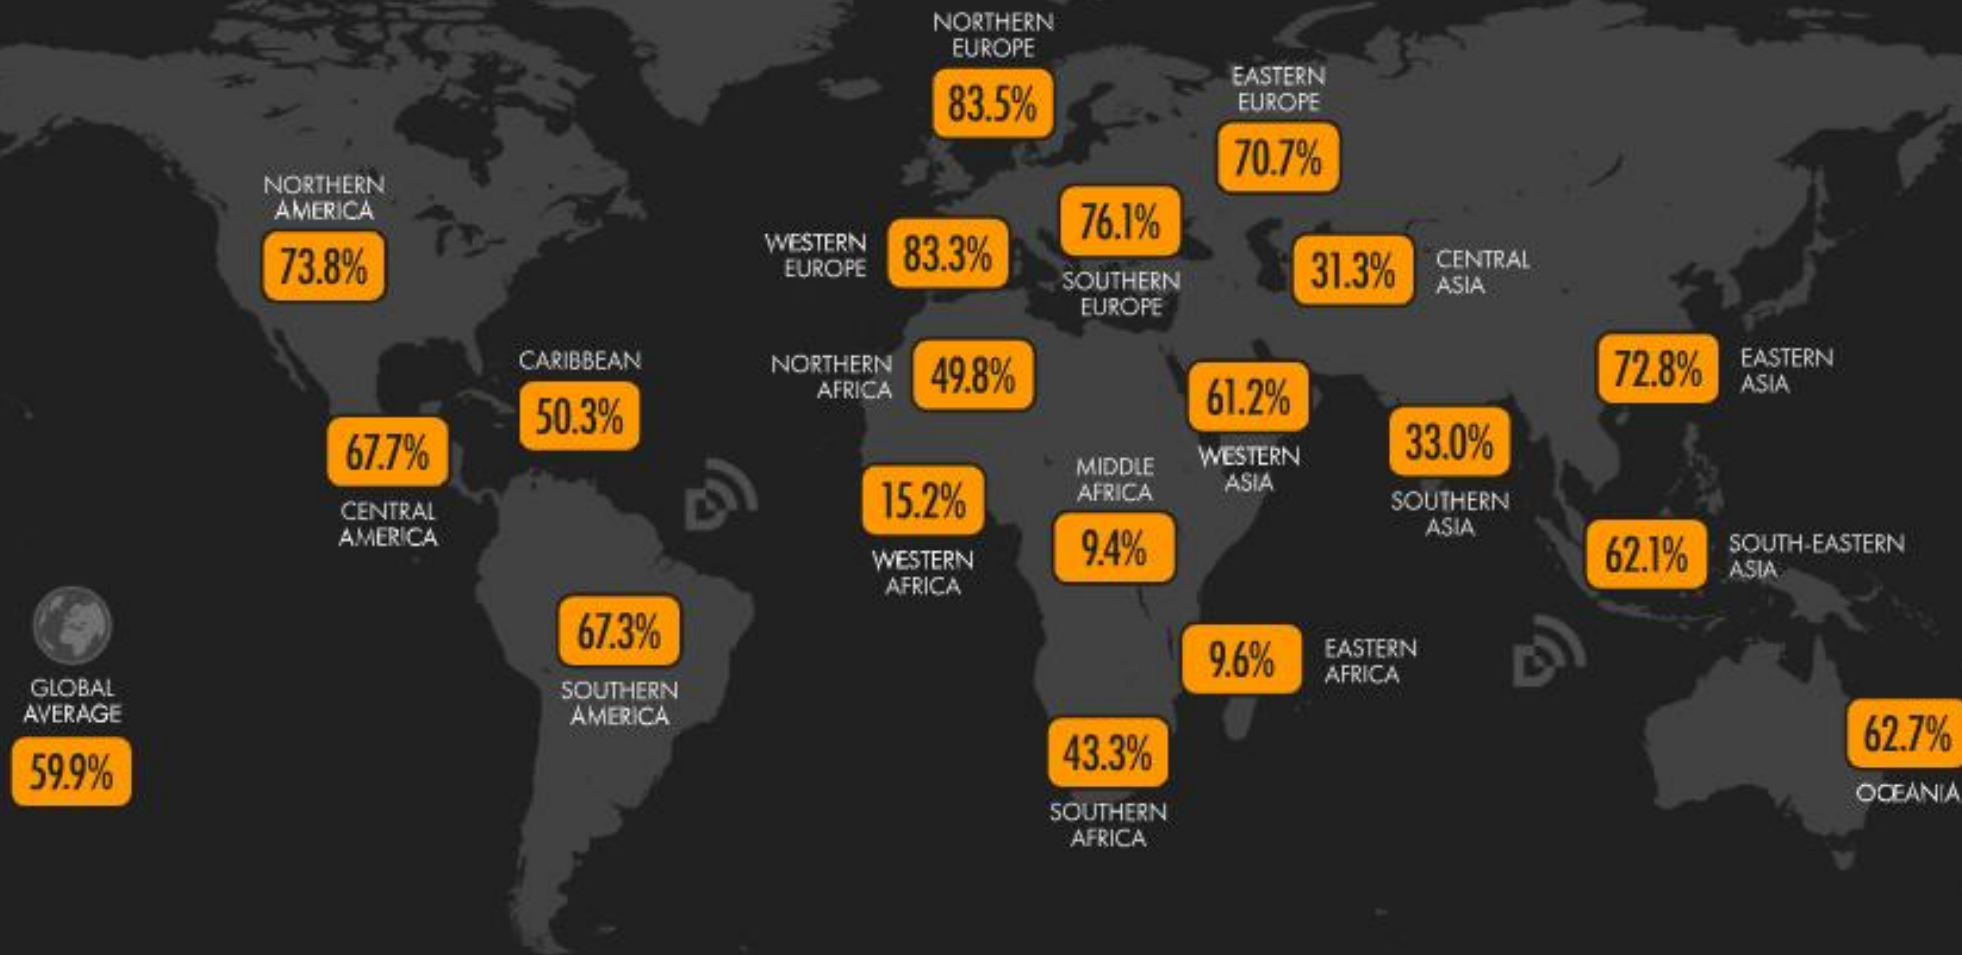 NORTHERN
EUROPE
83.5%
EASTERN
EUROPE
70.7%
NORTHERN
AMERICA
73.8%
WESTERN
EUROPE
83.3%
76.1%
SOUTHERN
EUROPE
31.3%
CENTRAL
ASIA
CARIBBEAN
50.3%
NORTHERN
AFRICA
49.8%
61.2%
WESTERN
ASIA
72.8%
EASTERN
ASIA
67.7%
CENTRAL
AMERICA
33.0%
SOUTHERN
ASIA
15.2%
WESTERN
AFRICA
MIDDLE
AFRICA
9.4%
62.1%
SOUTH-EASTERN
ASIA
67.3%
SOUTHERN
AMERICA
9.6%
EASTERN
AFRICA
GLOBAL
AVERAGE
59.9%
43.3%
SOUTHERN
AFRICA
62.7%
OCEANIA